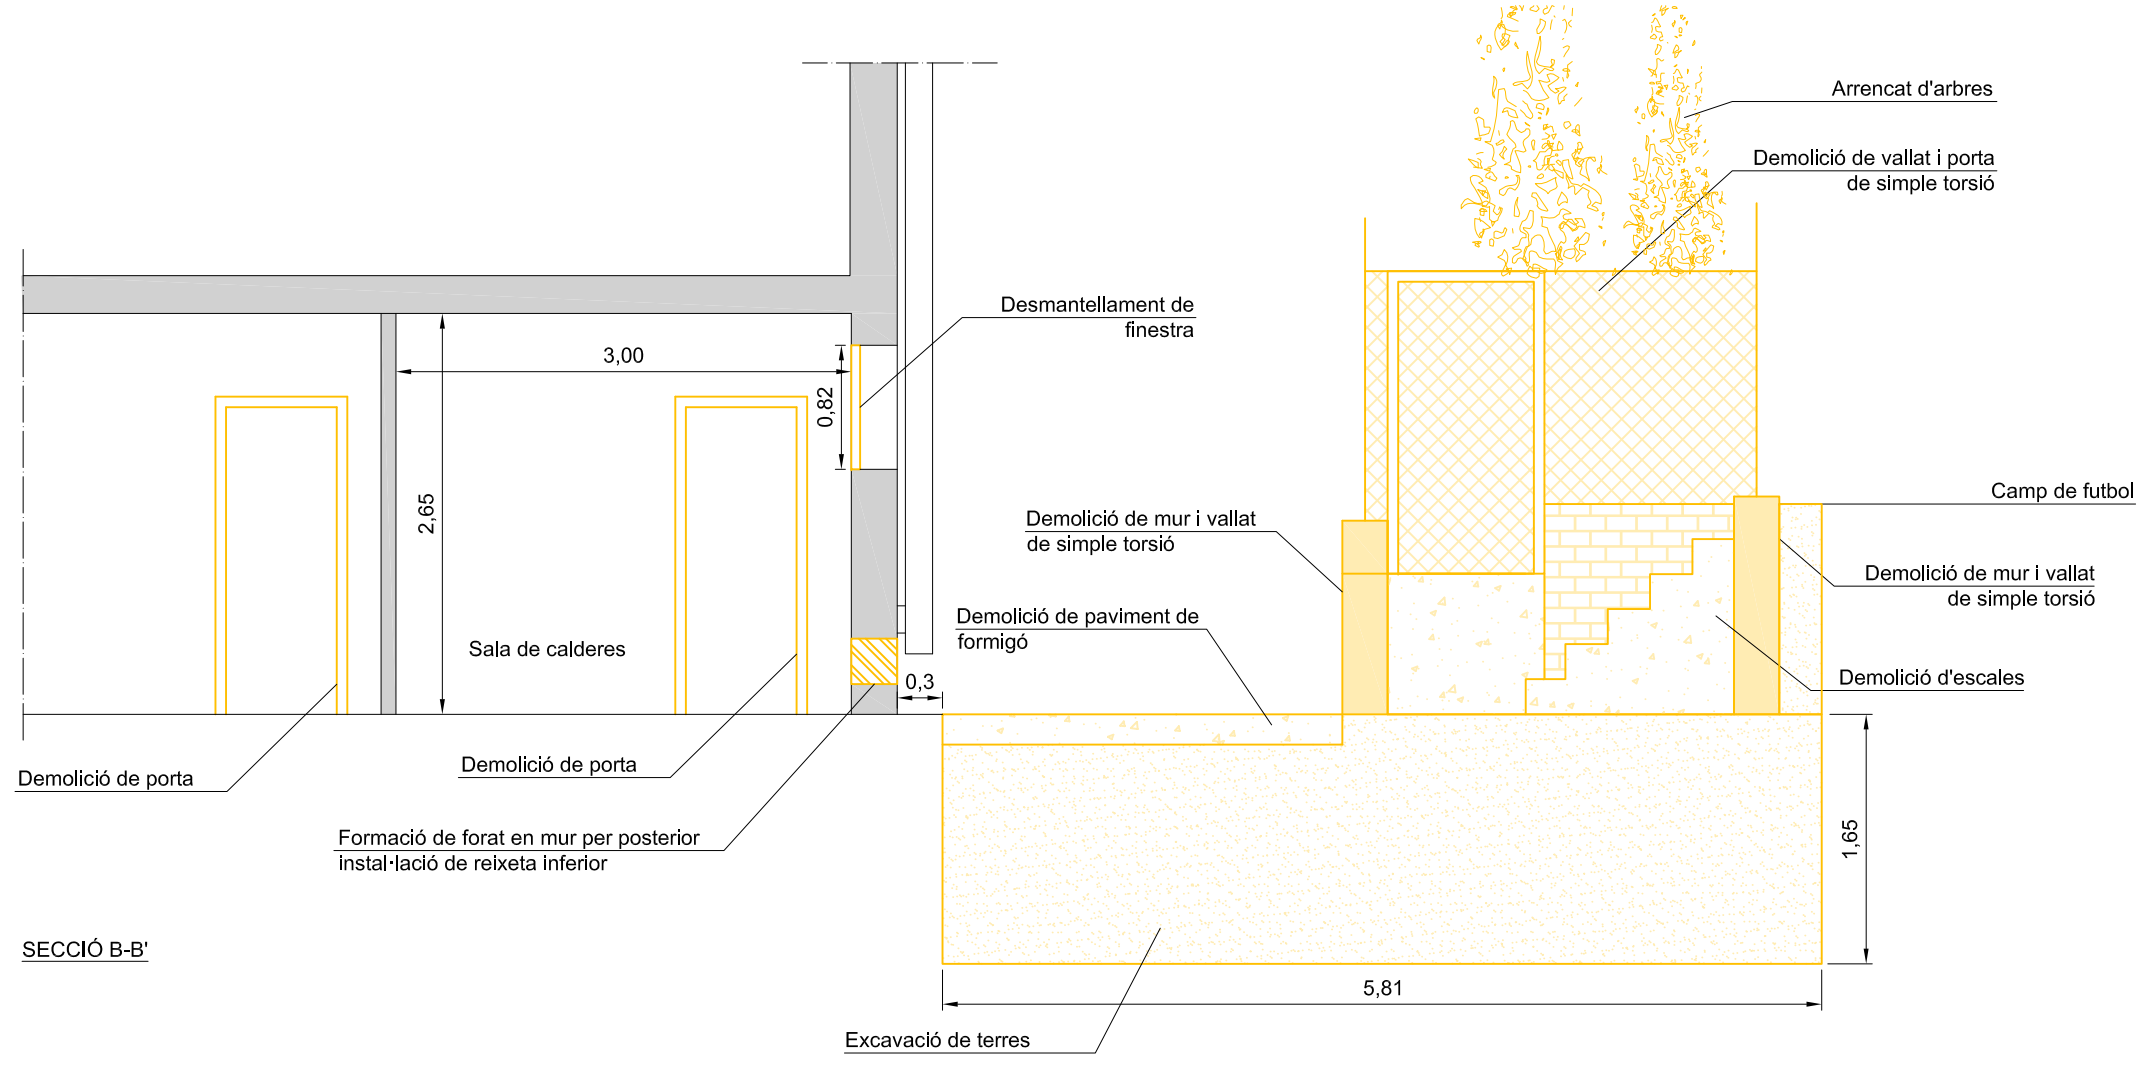 Arrencat d'arbres
Demolició de vallat i porta
de simple torsió
Desmantellament de
finestra
3,00
0,82
2,65
Camp de futbol
Demolició de mur i vallat
de simple torsió
Demolició de mur i vallat
de simple torsió
Demolició de paviment de
formigó
Sala de calderes
0,3
Demolició d'escales
Demolició de porta
Demolició de porta
Formació de forat en mur per posterior
instal·lació de reixeta inferior
1,65
SECCIÓ B-B'
5,81
Excavació de terres